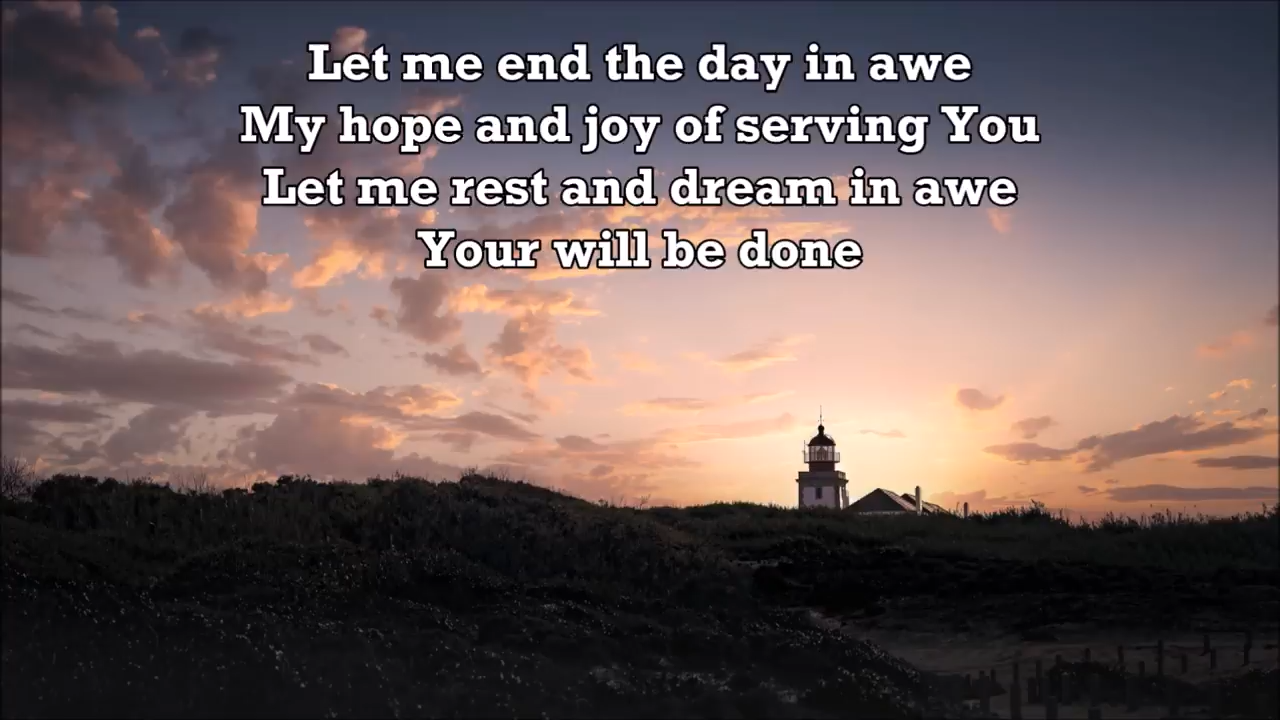 Let me end the day in awe
My hope and joy of serving You
Let me rest and dream in awe
Your will be done